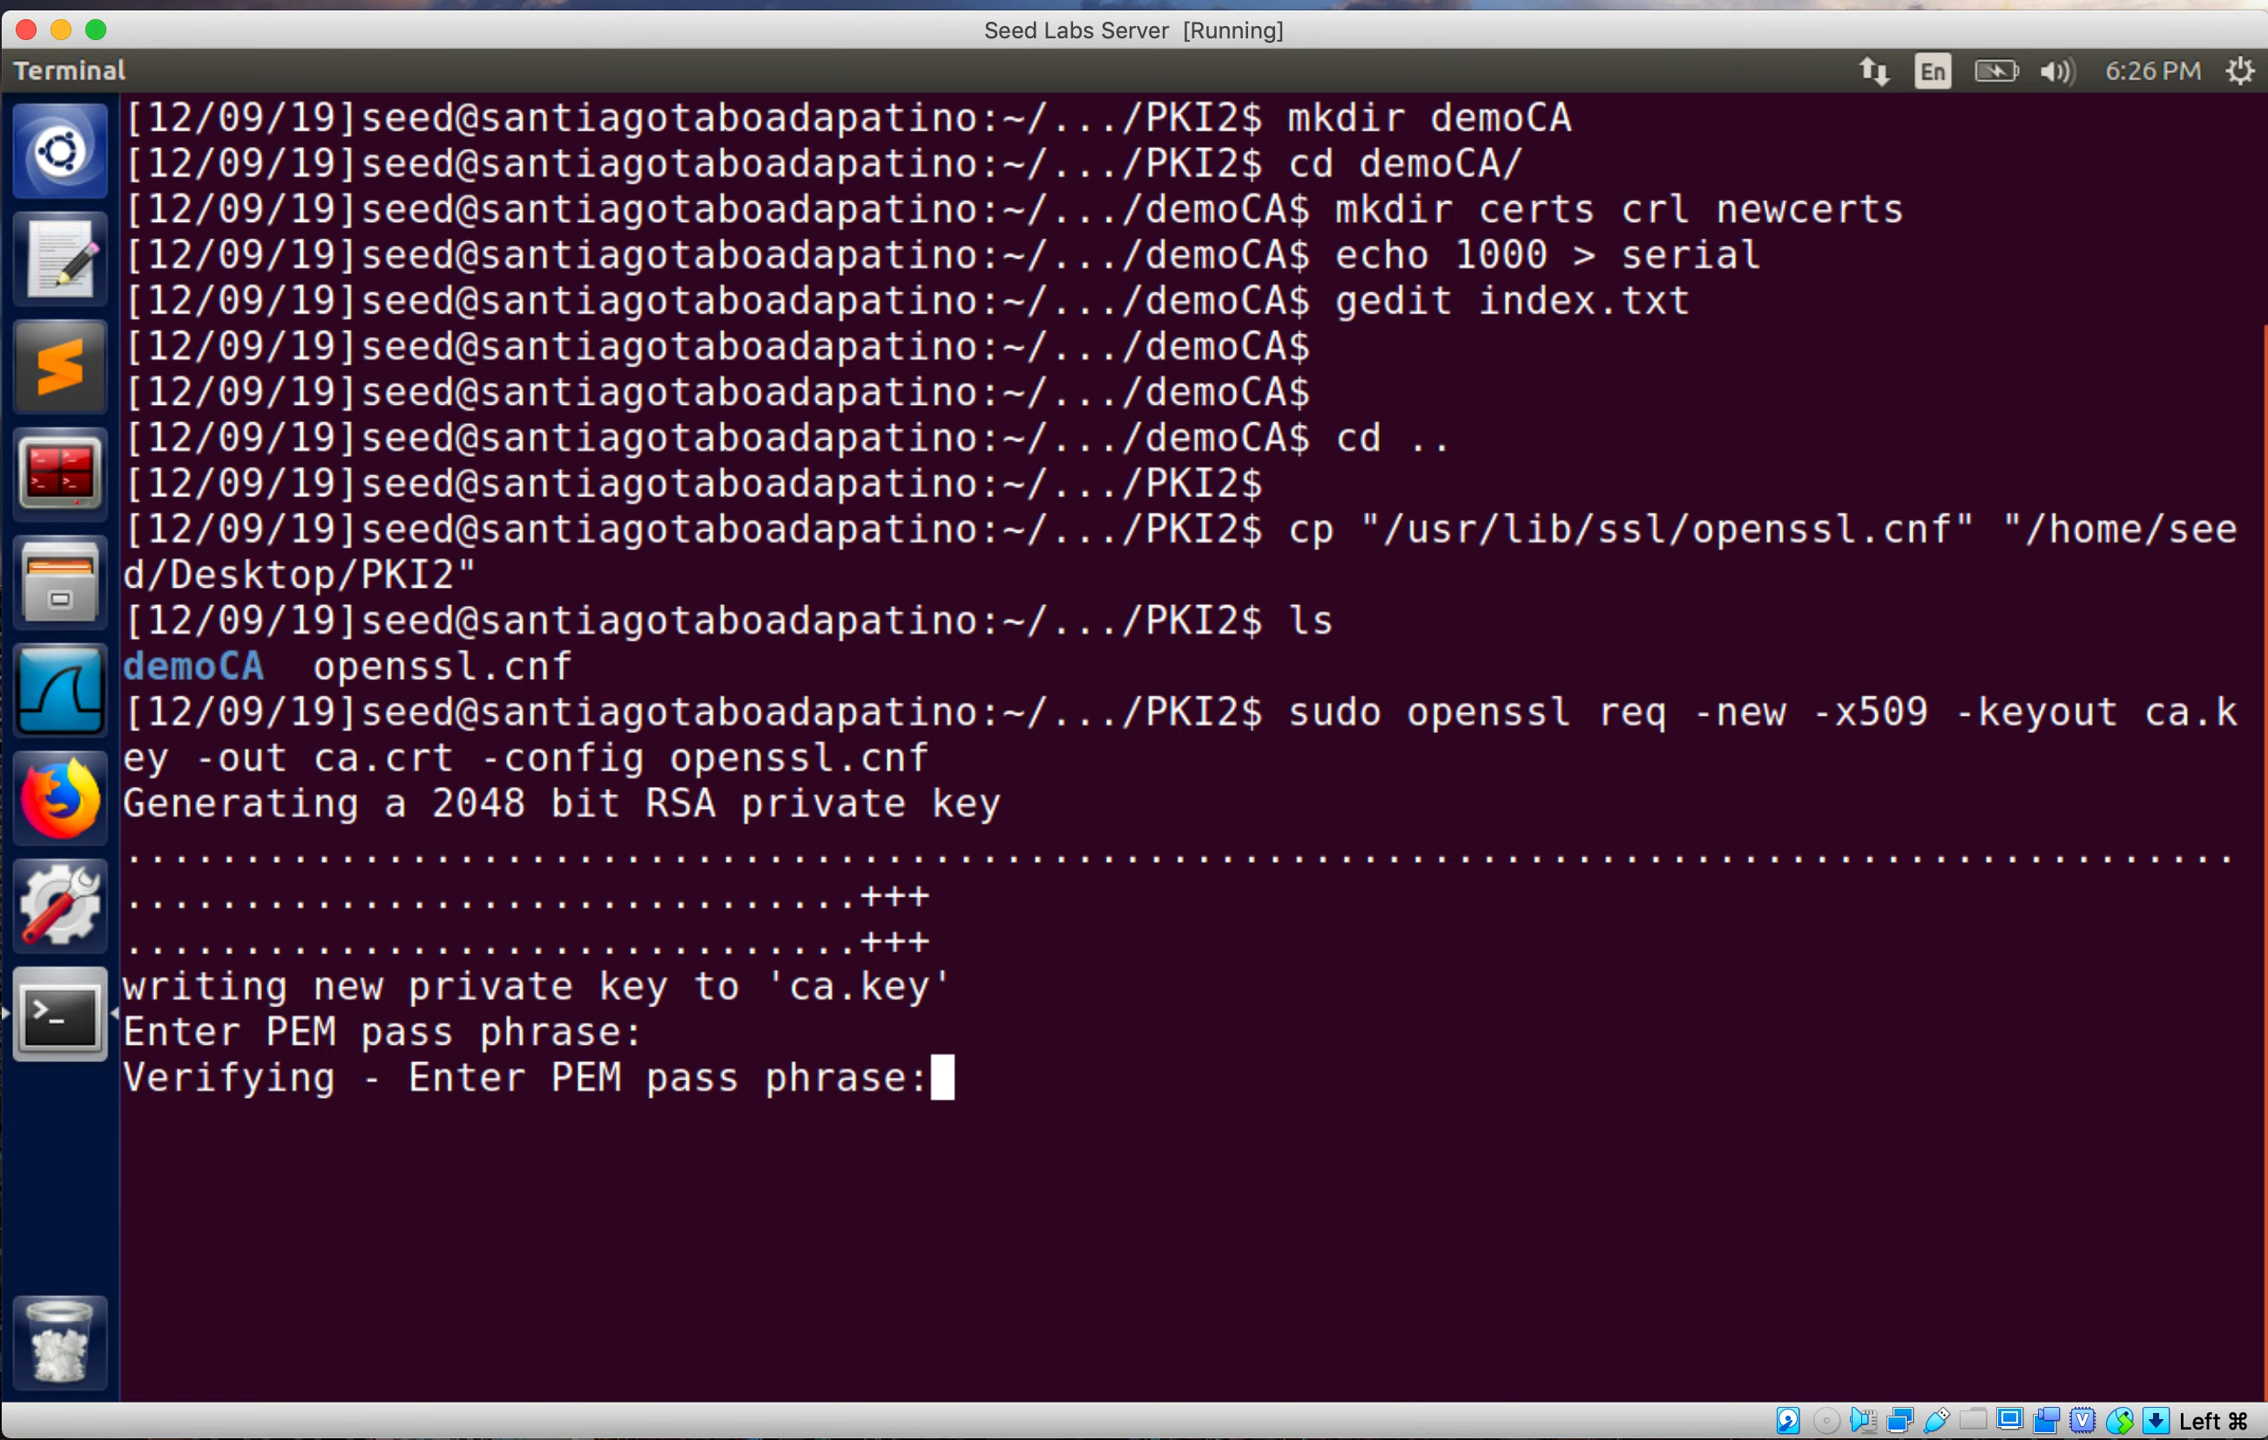 Seed Labs Server [Running]
Terminal
En
6:26 PM
[12/09/19]seed@santiagotaboadapatino:~/.../PKI2$ mkdir demoCA
[12/09/19]seed@santiagotaboadapatino:~/.../PKI2$ cd demoCA/
[12/09/19]seed@santiagotaboadapatino:~/.../demoCA$ mkdir certs crl newcerts
[12/09/19]seed@santiagotaboadapatino:~/.../demoCA$ echo 1000 > serial
[12/09/19]seed@santiagotaboadapatino:~/.../demoCA$ gedit index.txt
[12/09/19]seed@santiagotaboadapatino:~/.../demoCA$
[12/09/19]seed@santiagotaboadapatino:~/.../demoCA$
[12/09/19]seed@santiagotaboadapatino:~/.../demoCA$ cd ..
[12/09/19]seed@santiagotaboadapatino:~/.../PKI2$
[12/09/19]seed@santiagotaboadapatino:~/.../PKI2$ cp "/usr/lib/ssl/openssl.cnf" "/home/see
d/Desktop/PKI2"
[12/09/19]seed@santiagotaboadapatino:~/.../PKI2$ ls
demoCA  openssl.cnf
[12/09/19]seed@santiagotaboadapatino:~/.../PKI2$ sudo openssl req -new -x509 -keyout ca.k
ey -out ca.crt -config openssl.cnf
Generating a 2048 bit RSA private key
.........................................................................................
...............................+++
...............................+++
writing new private key to 'ca.key'
Enter PEM pass phrase:
Verifying - Enter PEM pass phrase:
Left ⌘